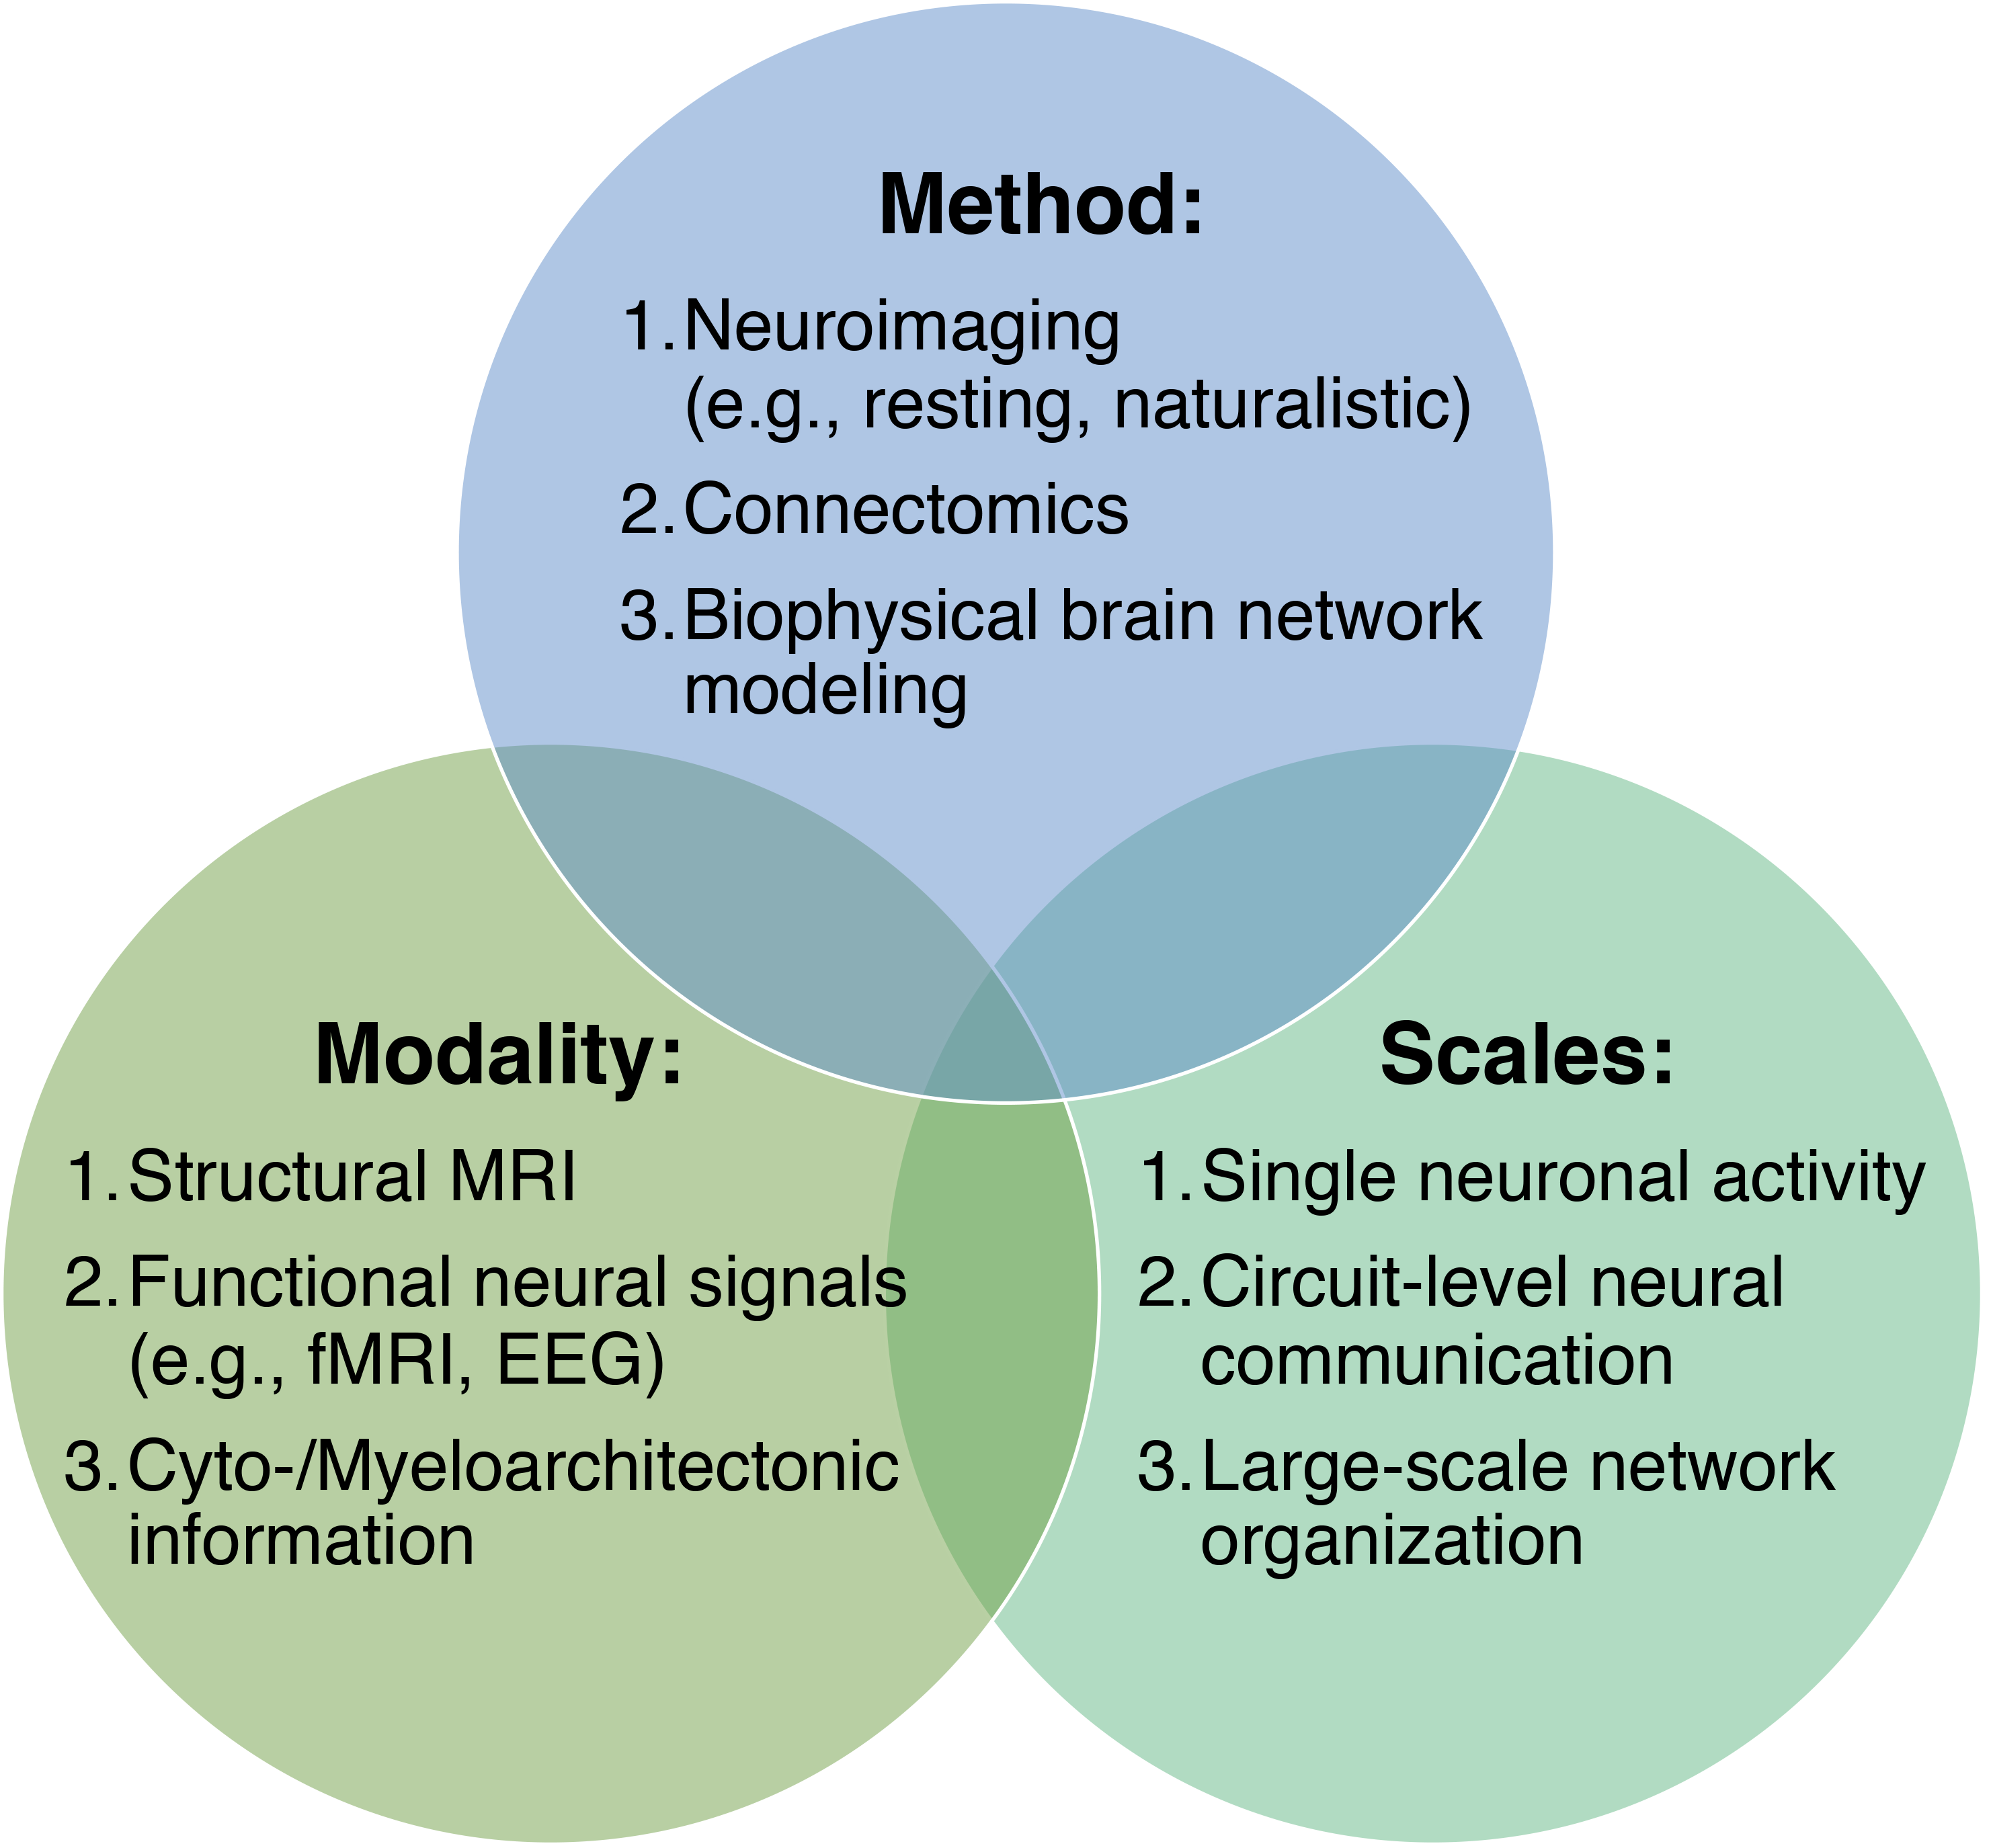 Method:
1. Neuroimaging
(e.g., resting, naturalistic)
2. Connectomics
3. Biophysical brain network
modeling
Modality:
1. Structural MRI
2. Functional neural signals
(e.g., fMRI, EEG)
3. Cyto-/Myeloarchitectonic
information
Scales:
1. Single neuronal activity
2. Circuit-level neural
communication
3. Large-scale network
organization